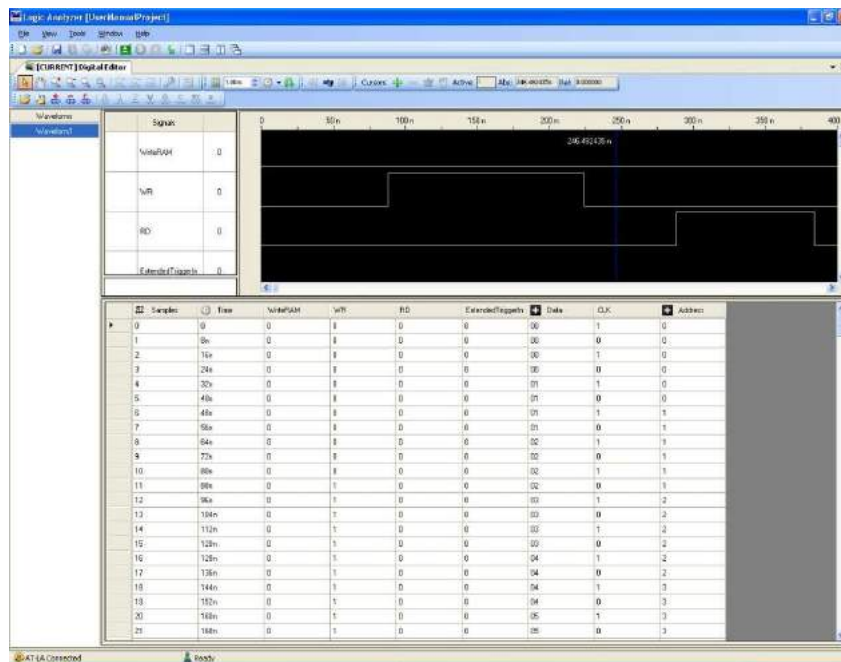 Logic Analyzer [UserManualProject]
File View Tools Window Help
[CURRENT] Digital Editor
Cursors Active Abs 246.492435n 0.000000
Waveforms
Waveform1
Signals
0 50n 100n 150n 200n 250n 300n 350n 400
246.492435n
WriteRAM 0
WR 0
RD 0
ExtendedTriggerIn 0
Samples Time WriteRAM WR RD ExtendedTriggerIn Data CLK Address
0 0 0 0 0 0 00 1 0
1 8n 0 0 0 0 00 0 0
2 16n 0 0 0 0 00 1 0
3 24n 0 0 0 0 00 0 0
4 32n 0 0 0 0 01 1 0
5 40n 0 0 0 0 01 0 0
6 48n 0 0 0 0 01 1 1
7 56n 0 0 0 0 01 0 1
8 64n 0 0 0 0 02 1 1
9 72n 0 0 0 0 02 0 1
10 80n 0 0 0 0 02 1 1
11 88n 0 1 0 0 02 0 1
12 96n 0 1 0 0 03 1 2
13 104n 0 1 0 0 03 0 2
14 112n 0 1 0 0 03 1 2
15 120n 0 1 0 0 03 0 2
16 128n 0 1 0 0 04 1 2
17 136n 0 1 0 0 04 0 2
18 144n 0 1 0 0 04 1 3
19 152n 0 1 0 0 04 0 3
20 160n 0 1 0 0 05 1 3
21 168n 0 1 0 0 05 0 3
AT-LA Connected Ready